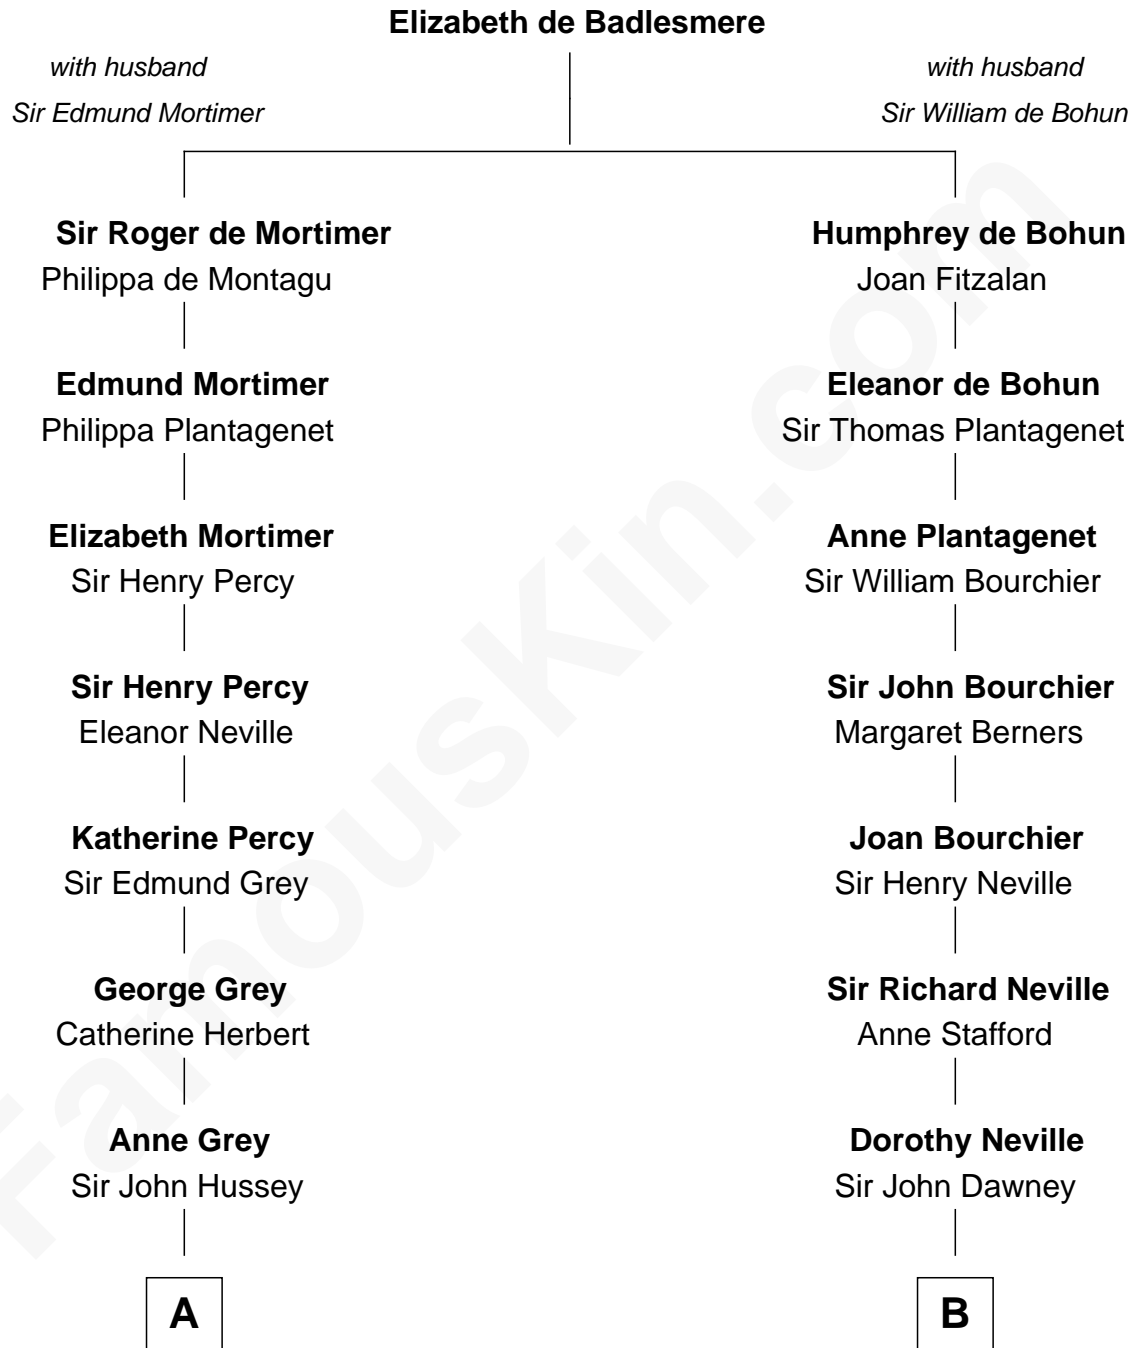 Elizabeth de Badlesmere
with husband
Sir Edmund Mortimer
with husband
Sir William de Bohun
Sir Roger de Mortimer
Philippa de Montagu
Humphrey de Bohun
Joan Fitzalan
Edmund Mortimer
Philippa Plantagenet
Eleanor de Bohun
Sir Thomas Plantagenet
Elizabeth Mortimer
Sir Henry Percy
Anne Plantagenet
Sir William Bourchier
Sir Henry Percy
Eleanor Neville
Sir John Bourchier
Margaret Berners
Katherine Percy
Sir Edmund Grey
Joan Bourchier
Sir Henry Neville
George Grey
Catherine Herbert
Sir Richard Neville
Anne Stafford
Anne Grey
Sir John Hussey
Dorothy Neville
Sir John Dawney
A
B
FamousKin.com